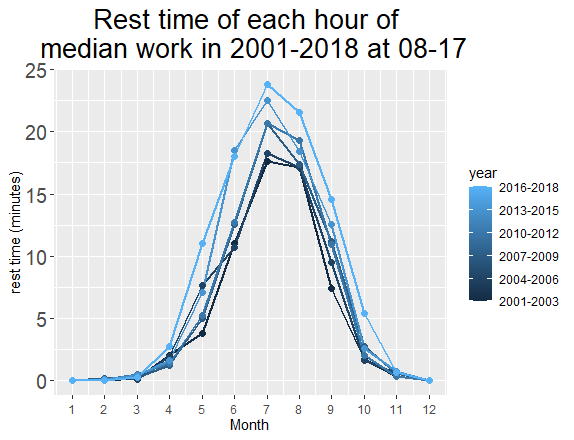 Rest time of each hour of
median work in 2001-2018 at 08-17
25
20
15
10
5
0
rest time (minutes)
1 2 3 4 5 6 7 8 9 10 11 12
Month
year
2016-2018
2013-2015
2010-2012
2007-2009
2004-2006
2001-2003